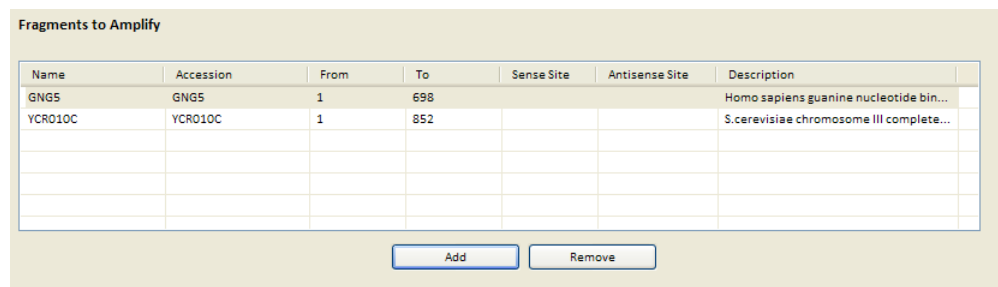 Fragments to Amplify
Name Accession From To Sense Site Antisense Site Description
GNG5 GNG5 1 698 Homo sapiens guanine nucleotide bin...
YCR010C YCR010C 1 852 S.cerevisiae chromosome III complete...
Add Remove